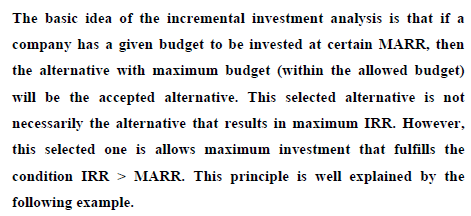 The basic idea of the incremental investment analysis is that if a
company has a given budget to be invested at certain MARR, then
the alternative with maximum budget (within the allowed budget)
will be the accepted alternative. This selected alternative is not
necessarily the alternative that results in maximum IRR. However,
this selected one is allows maximum investment that fulfills the
condition IRR > MARR. This principle is well explained by the
following example.